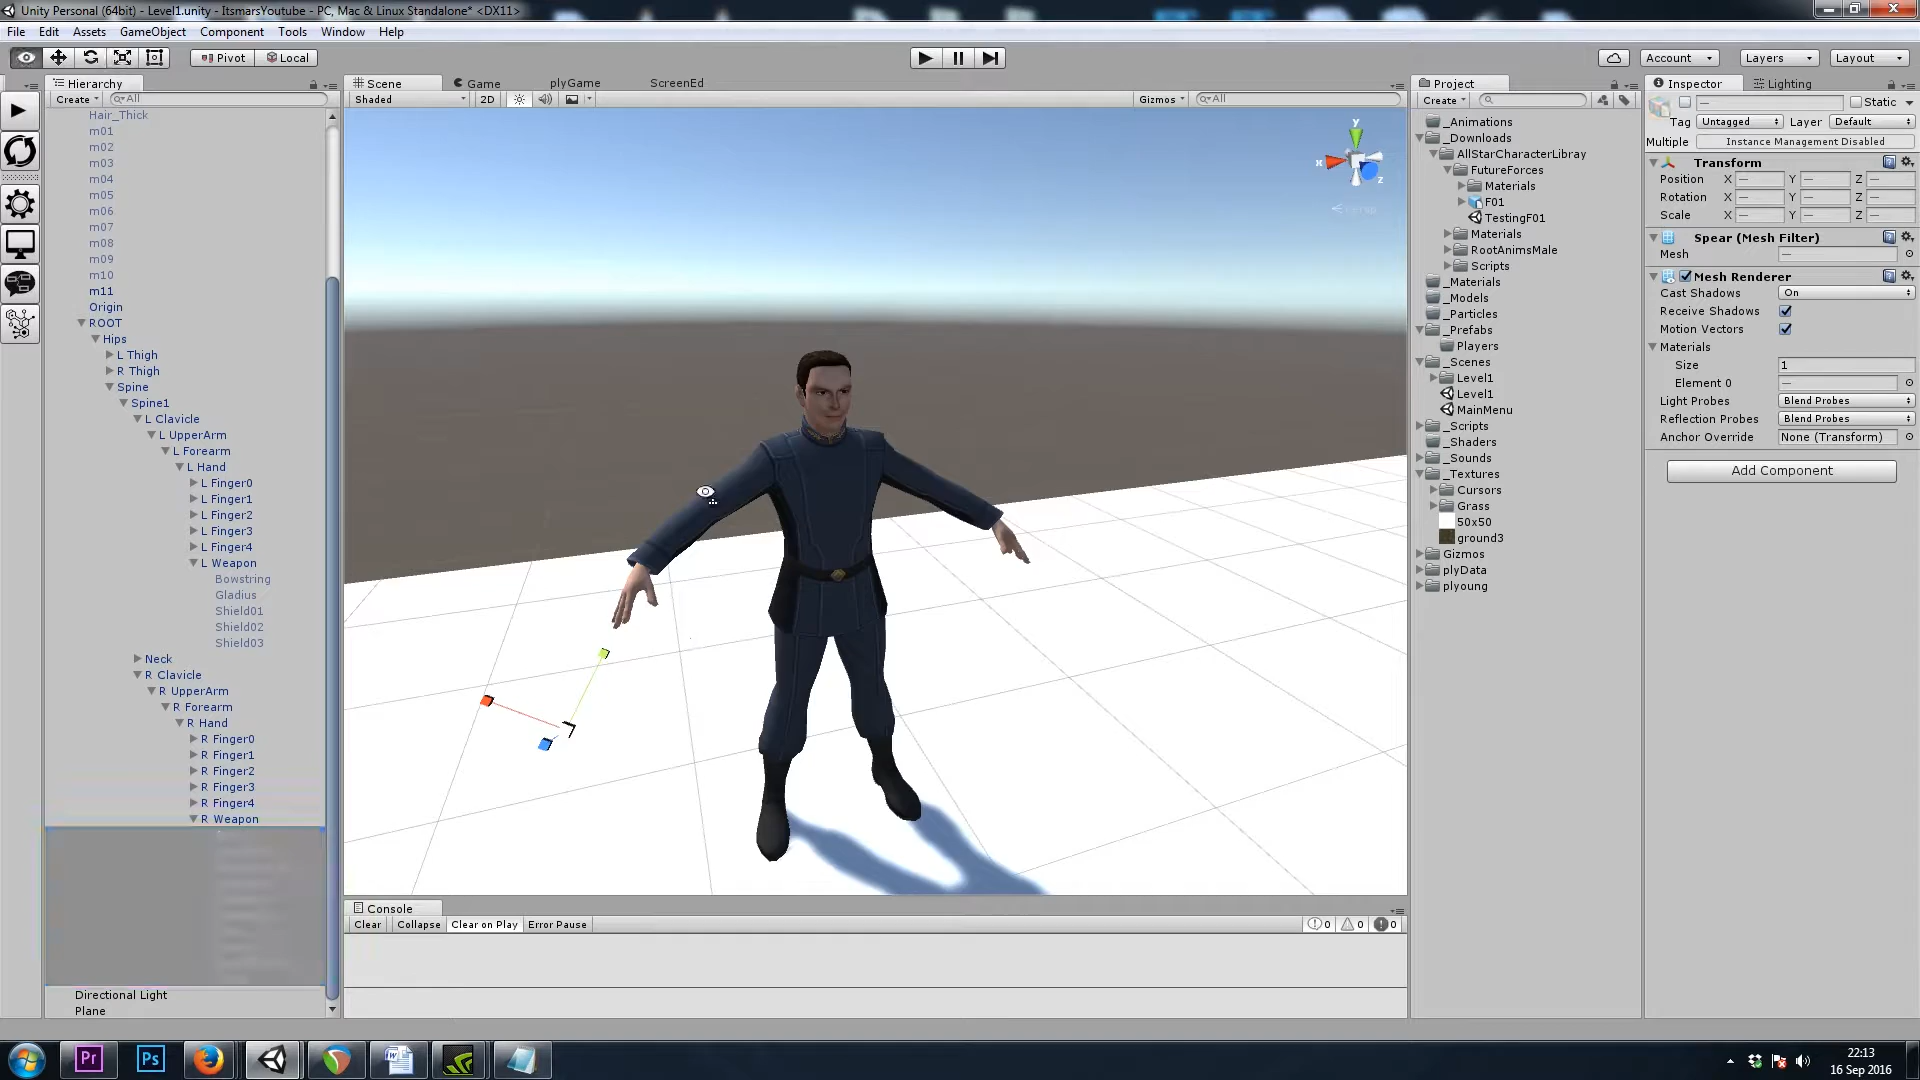 Unity Personal (64bit) - Level1.unity - ItsmarsYoutube - PC, Mac & Linux Standalone* <DX11>
File Edit Assets GameObject Component Tools Window Help
Pivot Local Account Layers Layout
Hierarchy Scene Game plyGame ScreenEd Project Inspector Lighting
Create All Shaded 2D Gizmos All Create Static
Tag Untagged Layer Default
Multiple Instance Management Disabled
Transform
Position X — Y — Z —
Rotation X — Y — Z —
Scale X — Y — Z —
Spear (Mesh Filter)
Mesh —
Mesh Renderer
Cast Shadows On
Receive Shadows
Motion Vectors
Materials
Size 1
Element 0 —
Light Probes Blend Probes
Reflection Probes Blend Probes
Anchor Override None (Transform)
Add Component
Hair_Thick
m01
m02
m03
m04
m05
m06
m07
m08
m09
m10
m11
Origin
ROOT
Hips
L Thigh
R Thigh
Spine
Spine1
L Clavicle
L UpperArm
L Forearm
L Hand
L Finger0
L Finger1
L Finger2
L Finger3
L Finger4
L Weapon
Bowstring
Gladius
Shield01
Shield02
Shield03
Neck
R Clavicle
R UpperArm
R Forearm
R Hand
R Finger0
R Finger1
R Finger2
R Finger3
R Finger4
R Weapon
Directional Light
Plane
y
x
z
Persp
_Animations
_Downloads
AllStarCharacterLibray
FutureForces
Materials
F01
TestingF01
Materials
RootAnimsMale
Scripts
_Materials
_Models
_Particles
_Prefabs
Players
_Scenes
Level1
Level1
MainMenu
_Scripts
_Shaders
_Sounds
_Textures
Cursors
Grass
50x50
ground3
Gizmos
plyData
plyoung
Console
Clear Collapse Clear on Play Error Pause 0 0 0
Pr Ps
22:13
16 Sep 2016